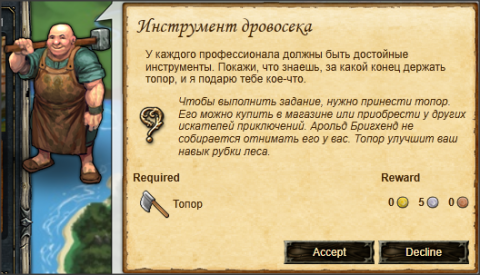 Инструмент дровосека
У каждого профессионала должны быть достойные
инструменты. Покажи, что знаешь, за какой конец держать
топор, и я подарю тебе кое-что.
Чтобы выполнить задание, нужно принести топор.
Его можно купить в магазине или приобрести у других
искателей приключений. Арольд Бригхенд не
собирается отнимать его у вас. Топор улучшит ваш
навык рубки леса.
Required Reward
Топор 0 5 0
Accept Decline